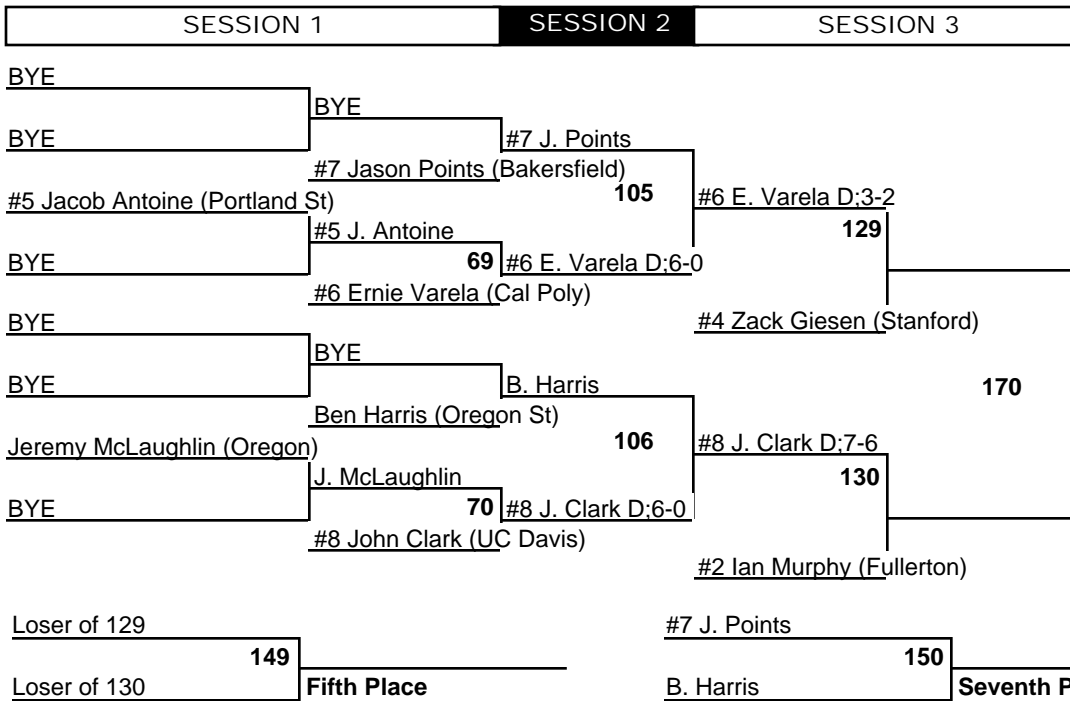 SESSION 1 SESSION 2 SESSION 3
BYE
BYE
BYE #7 J. Points
#7 Jason Points (Bakersfield)
105
#5 Jacob Antoine (Portland St) #6 E. Varela D;3-2
#5 J. Antoine 129
BYE 69 #6 E. Varela D;6-0
#6 Ernie Varela (Cal Poly)
BYE #4 Zack Giesen (Stanford)
BYE
BYE B. Harris 170
Ben Harris (Oregon St)
Jeremy McLaughlin (Oregon) 106 #8 J. Clark D;7-6
J. McLaughlin 130
BYE 70 #8 J. Clark D;6-0
#8 John Clark (UC Davis)
#2 Ian Murphy (Fullerton)
Loser of 129 #7 J. Points
149 150
Loser of 130 Fifth Place B. Harris Seventh P